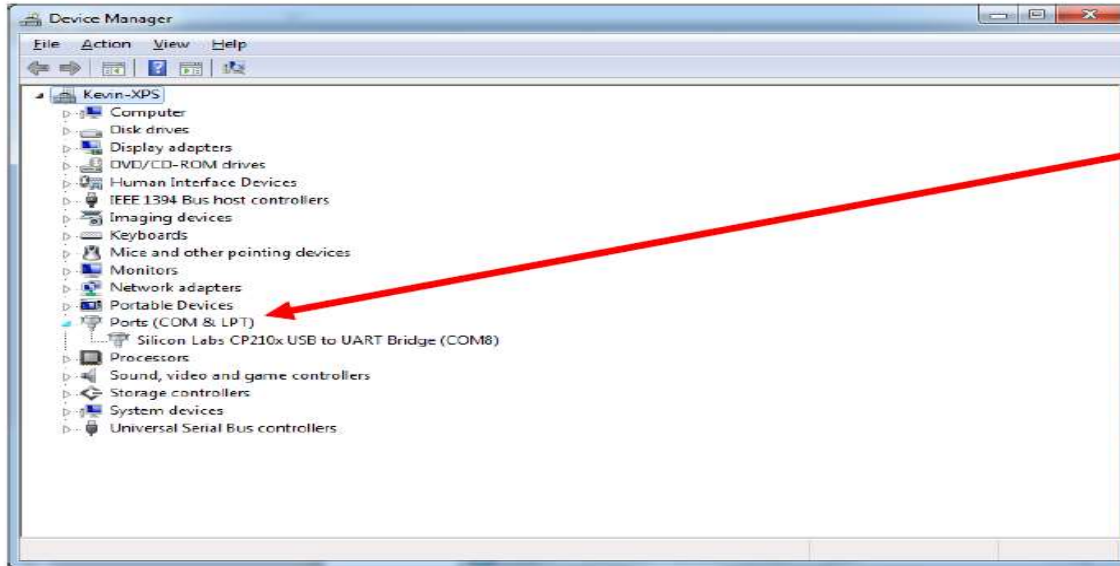 Device Manager
File Action View Help
Kevin-XPS
Computer
Disk drives
Display adapters
DVD/CD-ROM drives
Human Interface Devices
IEEE 1394 Bus host controllers
Imaging devices
Keyboards
Mice and other pointing devices
Monitors
Network adapters
Portable Devices
Ports (COM & LPT)
Silicon Labs CP210x USB to UART Bridge (COM8)
Processors
Sound, video and game controllers
Storage controllers
System devices
Universal Serial Bus controllers